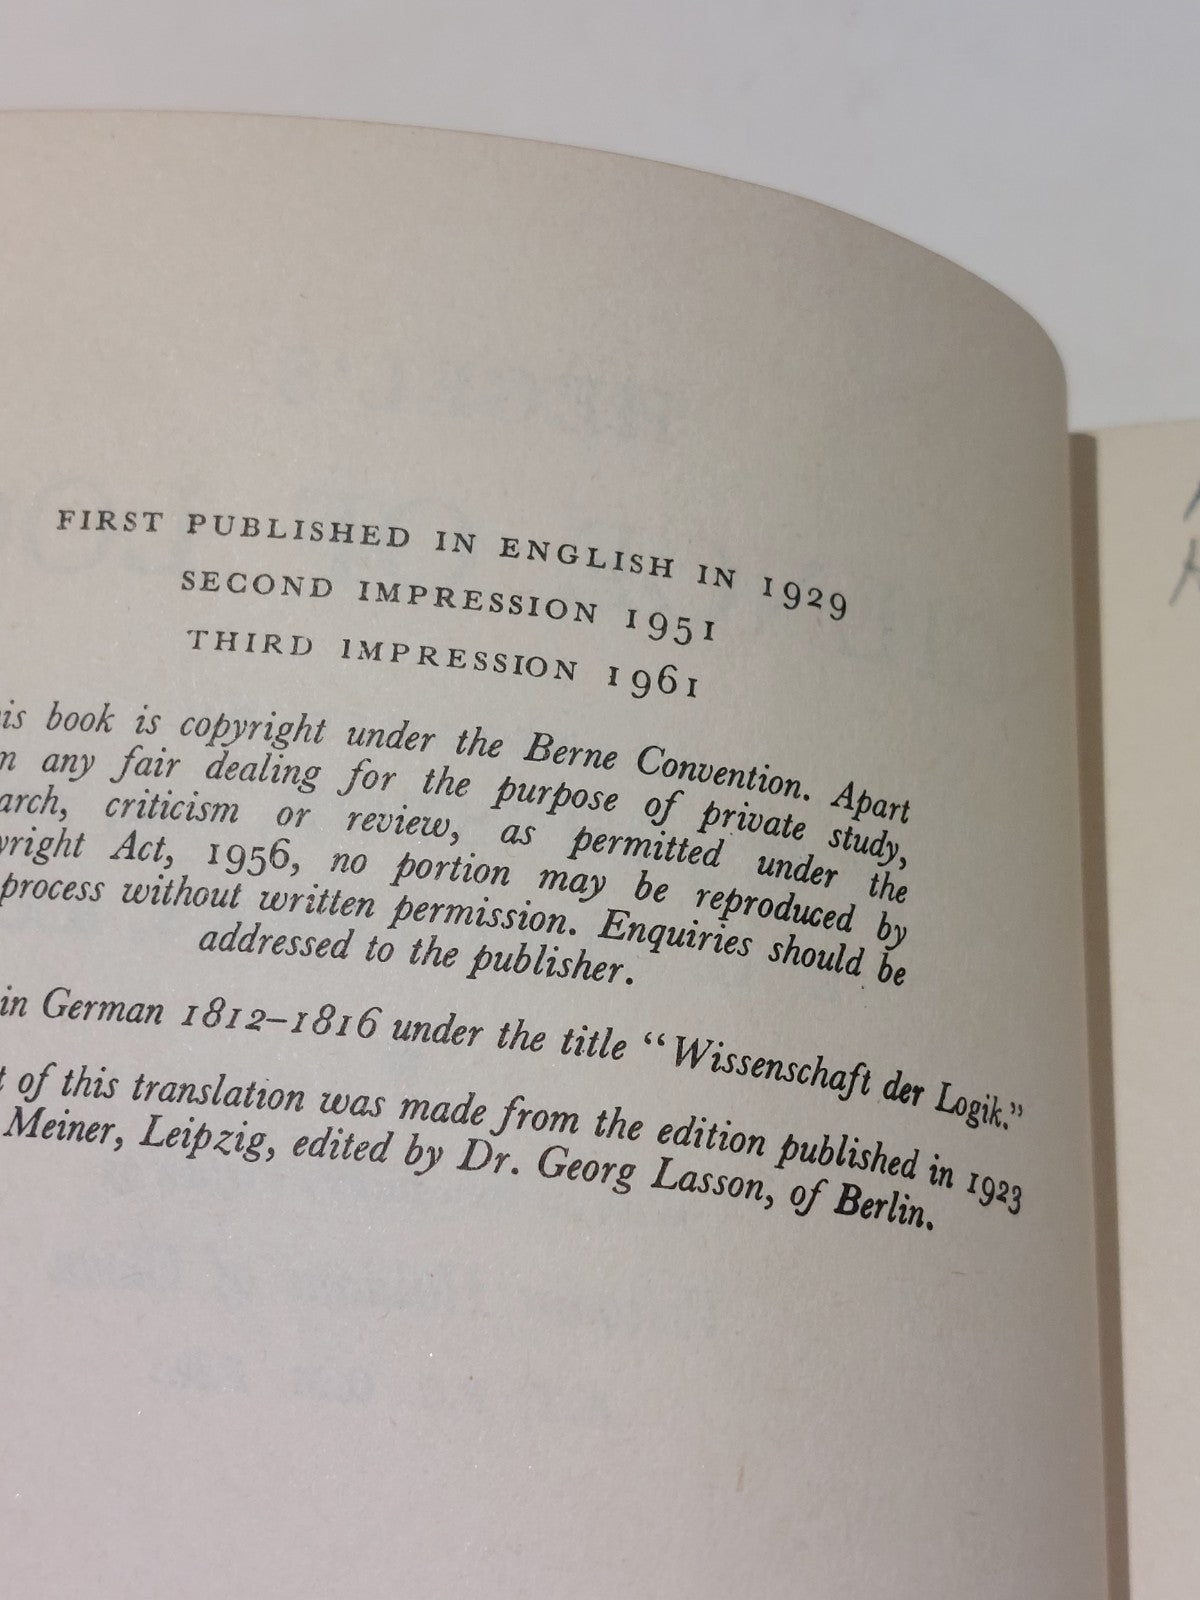 FIRST PUBLISHED IN ENGLISH IN 1929
SECOND IMPRESSION 1951
THIRD IMPRESSION 1961
is book is copyright under the Berne Convention. Apart
any fair dealing for the purpose of private study,
arch, criticism or review, as permitted under the
yright Act, 1956, no portion may be reproduced by
process without written permission. Enquiries should be
addressed to the publisher.
in German 1812–1816 under the title “Wissenschaft der Logik.”
of this translation was made from the edition published in 1923
Meiner, Leipzig, edited by Dr. Georg Lasson, of Berlin.